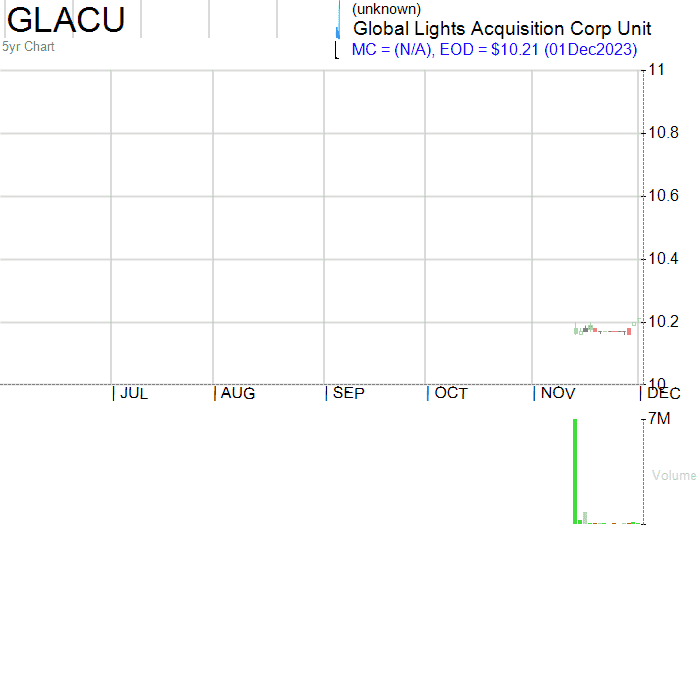 GLACU
(unknown)
Global Lights Acquisition Corp Unit
5yr Chart
MC = (N/A), EOD = $10.21 (01Dec2023)
11
10.8
10.6
10.4
10.2
10
JUL
AUG
SEP
OCT
NOV
DEC
7M
Volume